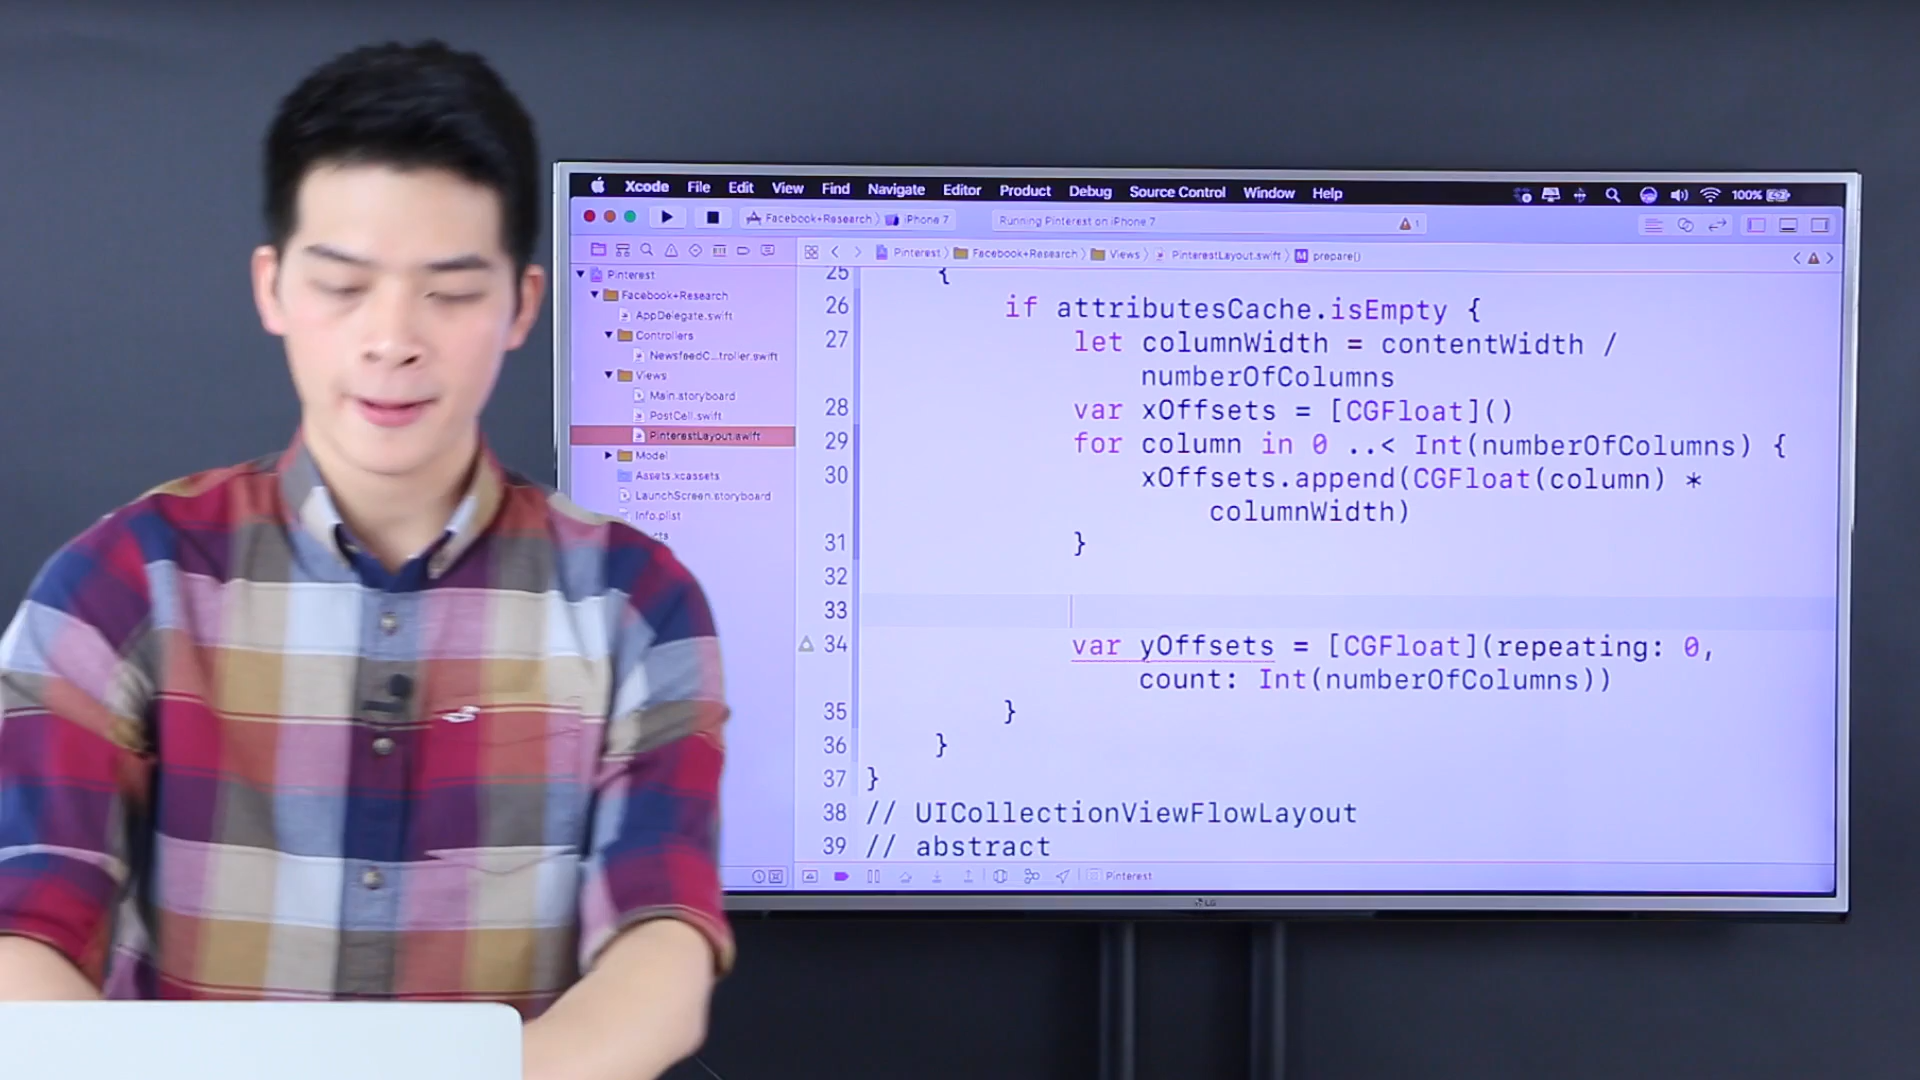 Xcode File Edit View Find Navigate Editor Product Debug Source Control Window Help 100%
Facebook+Research iPhone 7 Running Pinterest on iPhone 7 1
Pinterest Facebook+Research Views PinterestLayout.swift M prepare()
Pinterest
Facebook+Research
AppDelegate.swift
Controllers
NewsfeedC...troller.swift
Views
Main.storyboard
PostCell.swift
PinterestLayout.swift
Model
Assets.xcassets
LaunchScreen.storyboard
Info.plist
25 {
26 if attributesCache.isEmpty {
27 let columnWidth = contentWidth /
numberOfColumns
28 var xOffsets = [CGFloat]()
29 for column in 0 ..< Int(numberOfColumns) {
30 xOffsets.append(CGFloat(column) *
columnWidth)
31 }
32
33
34 var yOffsets = [CGFloat](repeating: 0,
count: Int(numberOfColumns))
35 }
36 }
37 }
38 // UICollectionViewFlowLayout
39 // abstract
Pinterest
LG